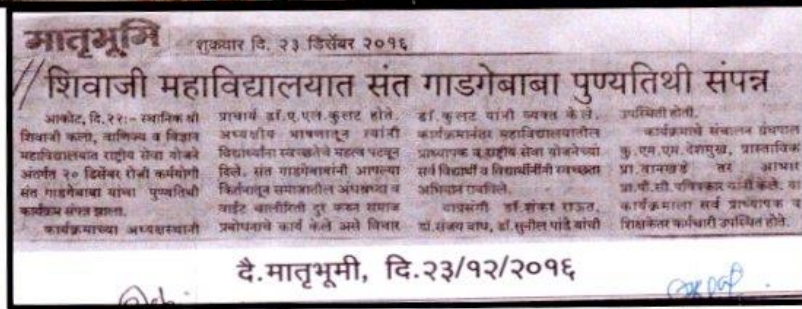 मातृभूमि
शुक्रवार दि. २३ डिसेंबर २०१६
शिवाजी महाविद्यालयात संत गाडगेबाबा पुण्यतिथी संपन्न
आकोट, दि.२२:- स्थानिक श्री
शिवाजी कला, वाणिज्य व विज्ञान
महाविद्यालयात राष्ट्रीय सेवा योजने
अंतर्गत २० डिसेंबर रोजी कर्मयोगी
संत गाडगेबाबा यांचा पुण्यतिथी
कार्यक्रम संपन्न झाला.
कार्यक्रमाच्या अध्यक्षस्थानी
प्राचार्य डॉ.ए.एल.कुलट होते.
अध्यक्षीय भाषणातून त्यांनी
विद्यार्थ्यांना स्वच्छतेचे महत्व पटवून
दिले. संत गाडगेबाबांनी आपल्या
किर्तनातून समाजातील अंधश्रध्दा व
वाईट चालीरिती दुर करून समाज
प्रबोधनाचे कार्य केले असे विचार
डॉ.कुलट यांनी व्यक्त केले.
कार्यक्रमानंतर महाविद्यालयातील
प्राध्यापक व राष्ट्रीय सेवा योजनेच्या
सर्व विद्यार्थी व विद्यार्थीनींनी स्वच्छता
अभियान राबविले.
याप्रसंगी डॉ.शंकर राऊत,
डॉ.संजय वाघ, डॉ.सुनील पांडे यांची
उपस्थिती होती.
कार्यक्रमाचे संचालन ग्रंथपाल
कु.एम.एम. देशमुख, प्रास्ताविक
प्रा.वानखडे तर आभार
प्रा.पी.सी. यांनी केले. या
कार्यक्रमाला सर्व प्राध्यापक व
शिक्षकेतर कर्मचारी उपस्थित होते.
दै.मातृभूमी, दि.२३/१२/२०१६